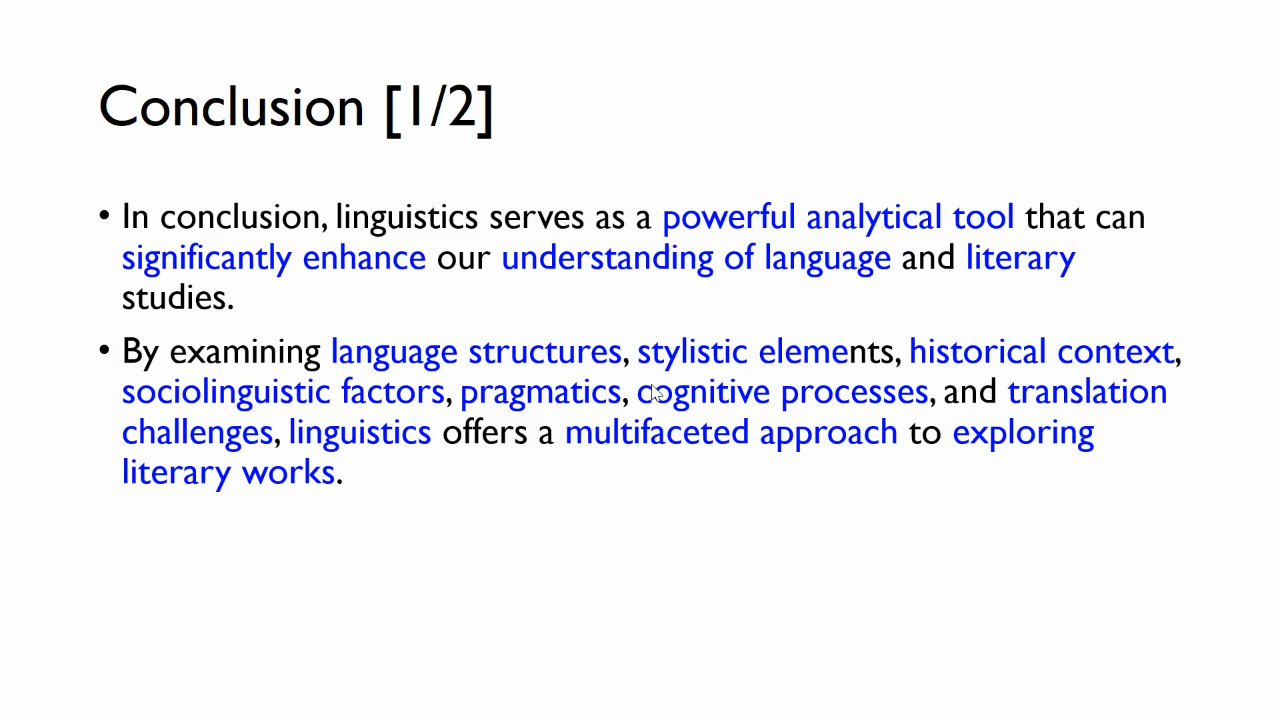 Conclusion [1/2]
• In conclusion, linguistics serves as a powerful analytical tool that can
significantly enhance our understanding of language and literary
studies.
• By examining language structures, stylistic elements, historical context,
sociolinguistic factors, pragmatics, cognitive processes, and translation
challenges, linguistics offers a multifaceted approach to exploring
literary works.